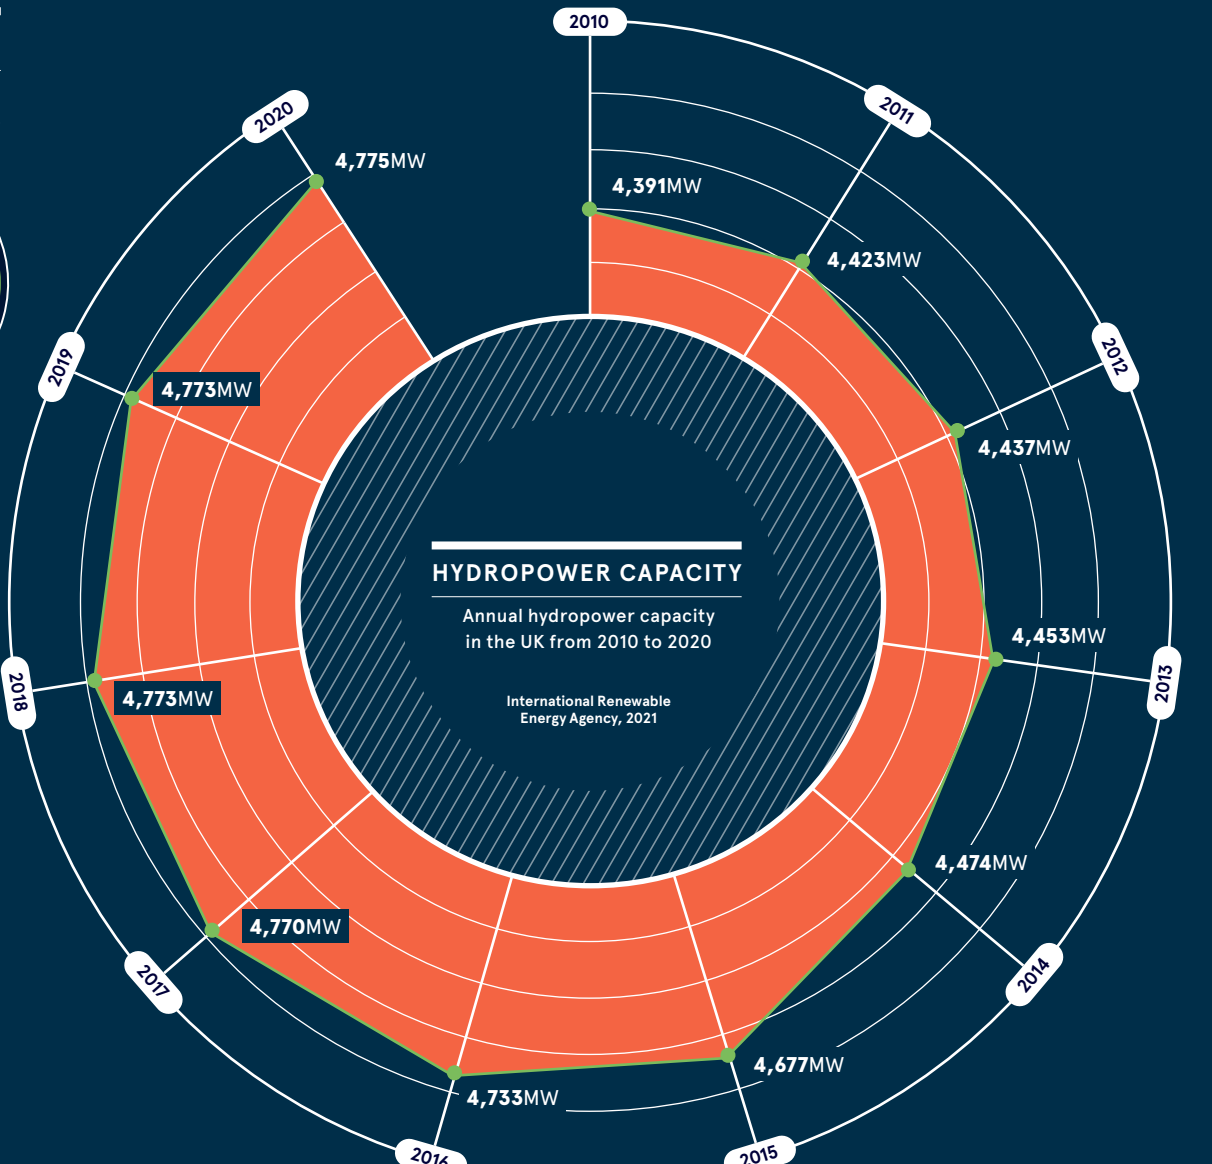 2010
2011
2012
2013
2014
2015
2016
2017
2018
2019
2020
4,391MW
4,423MW
4,437MW
4,453MW
4,474MW
4,677MW
4,733MW
4,770MW
4,773MW
4,773MW
4,775MW
HYDROPOWER CAPACITY
Annual hydropower capacity
in the UK from 2010 to 2020
International Renewable
Energy Agency, 2021